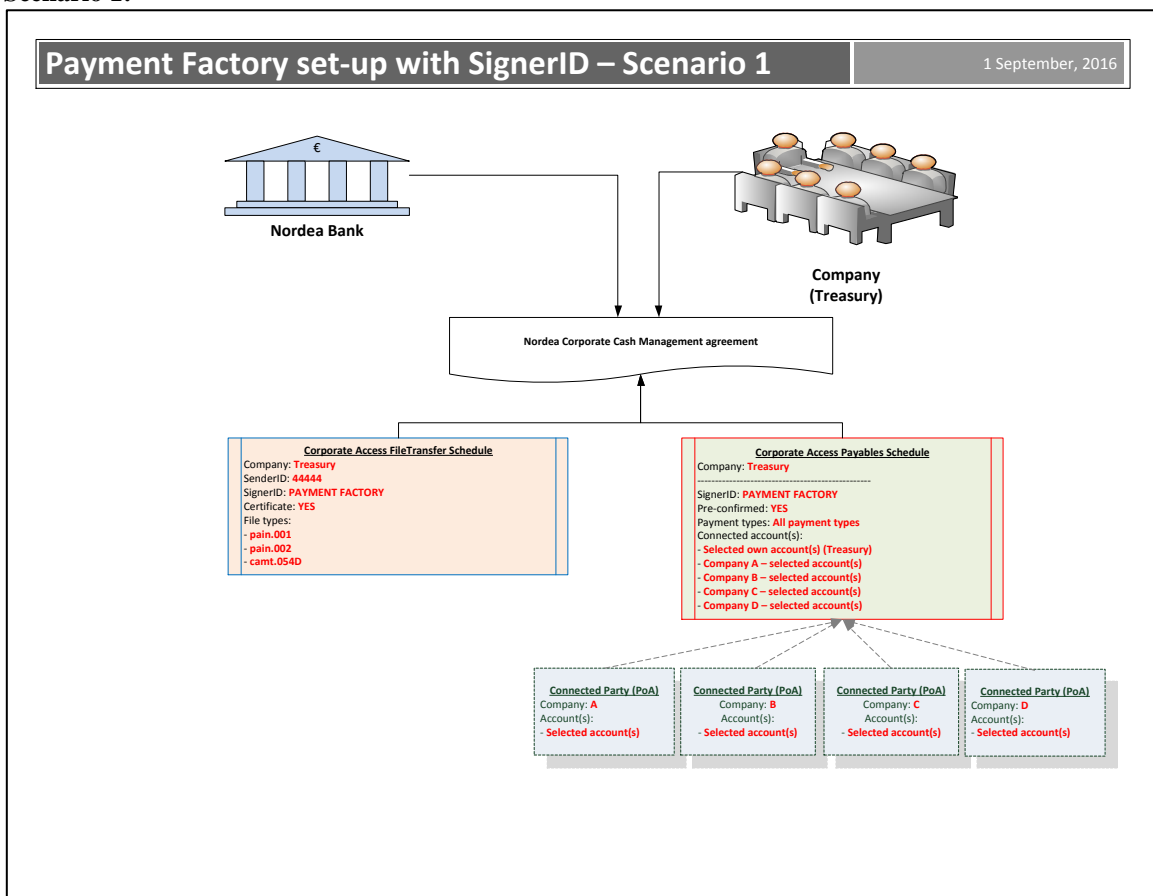 Payment Factory set-up with SignerID – Scenario 1
1 September, 2016
€
Nordea Bank
Company
(Treasury)
Nordea Corporate Cash Management agreement
Corporate Access FileTransfer Schedule
Company: Treasury
SenderID: 44444
SignerID: PAYMENT FACTORY
Certificate: YES
File types:
- pain.001
- pain.002
- camt.054D
Corporate Access Payables Schedule
Company: Treasury
----------------------------------------------------
SignerID: PAYMENT FACTORY
Pre-confirmed: YES
Payment types: All payment types
Connected account(s):
- Selected own account(s) (Treasury)
- Company A – selected account(s)
- Company B – selected account(s)
- Company C – selected account(s)
- Company D – selected account(s)
Connected Party (PoA)
Company: A
Account(s):
- Selected account(s)
Connected Party (PoA)
Company: B
Account(s):
- Selected account(s)
Connected Party (PoA)
Company: C
Account(s):
- Selected account(s)
Connected Party (PoA)
Company: D
Account(s):
- Selected account(s)